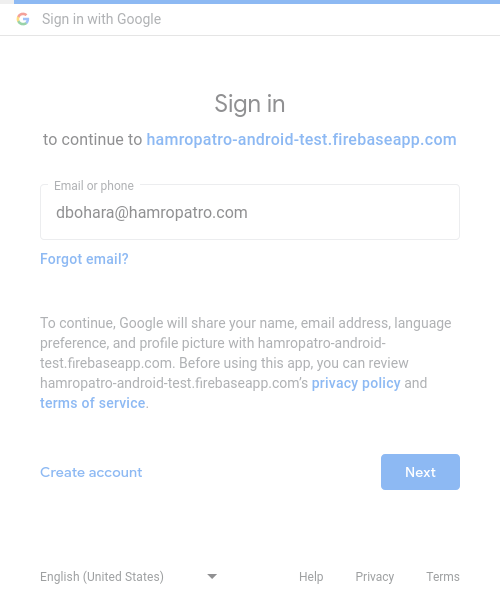 Sign in with Google
Sign in
to continue to hamropatro-android-test.firebaseapp.com
Email or phone
dbohara@hamropatro.com
Forgot email?
To continue, Google will share your name, email address, language
preference, and profile picture with hamropatro-android-
test.firebaseapp.com. Before using this app, you can review
hamropatro-android-test.firebaseapp.com's privacy policy and
terms of service.
Create account
Next
English (United States)
Help
Privacy
Terms